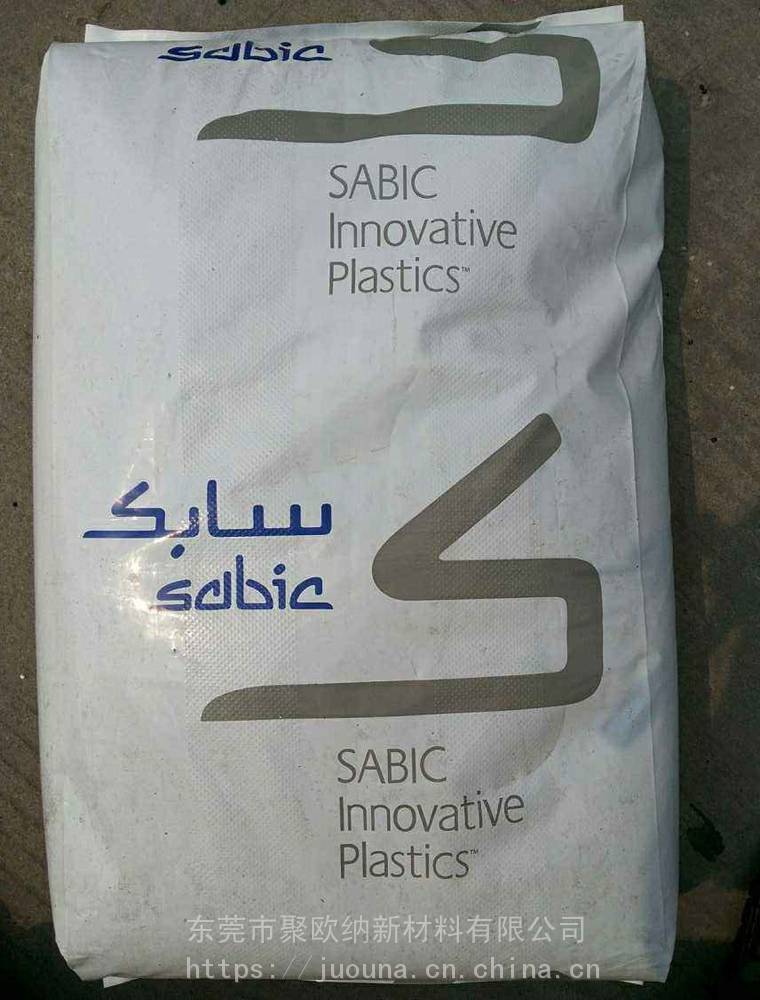 sabic
SABIC
Innovative
Plastics™
سابك
sabic
SABIC
Innovative
Plastics™
东莞市聚欧纳新材料有限公司
https://juouna.cn.china.cn